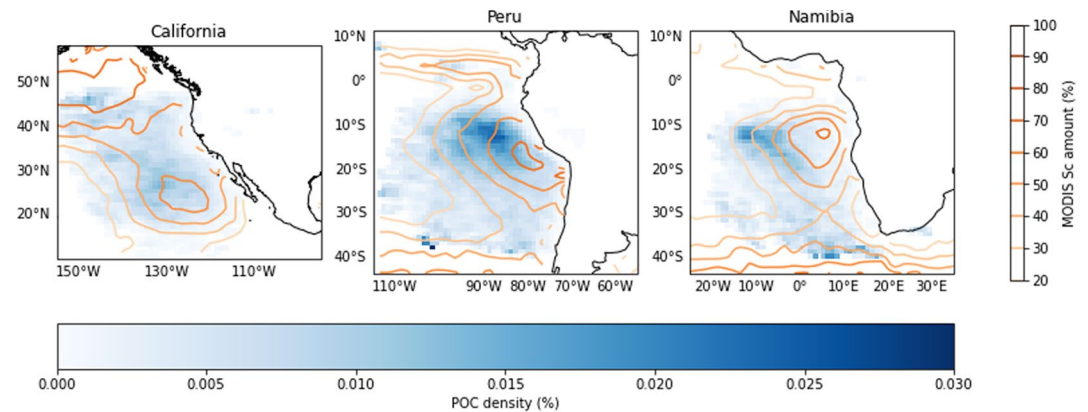 California
50°N
40°N
30°N
20°N
150°W 130°W 110°W
Peru
10°N
0°
10°S
20°S
30°S
40°S
110°W 90°W 80°W 70°W 60°W
Namibia
10°N
0°
10°S
20°S
30°S
40°S
20°W 10°W 0° 10°E 20°E 30°E
100
90
80
70
60
50
40
30
20
MODIS Sc amount (%)
0.000 0.005 0.010 0.015 0.020 0.025 0.030
POC density (%)